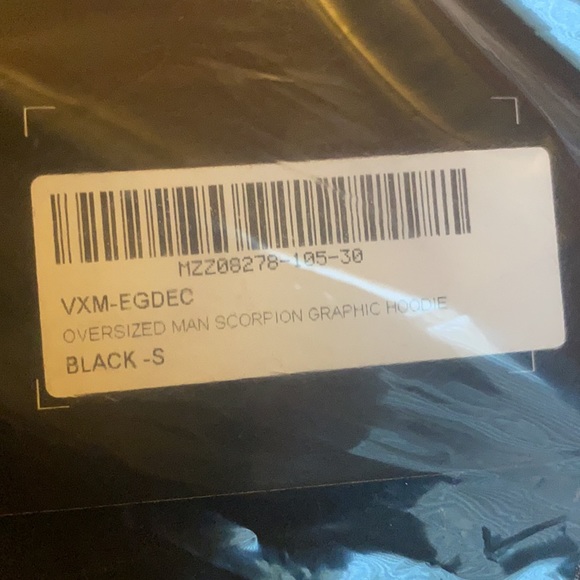 MZZ08278-105-30
VXM-EGDEC
OVERSIZED MAN SCORPION GRAPHIC HOODIE
BLACK -S